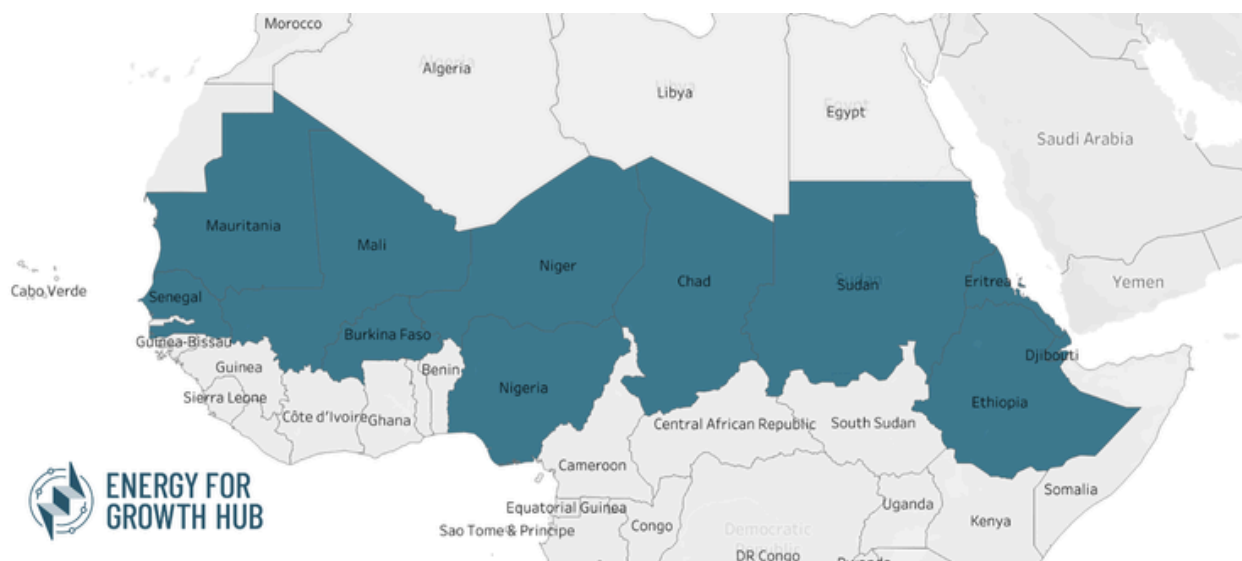 Morocco
Algeria
Libya
Egypt
Saudi Arabia
Mauritania
Mali
Niger
Chad
Sudan
Eritrea
Yemen
Cabo Verde
Senegal
Burkina Faso
Guinea-Bissau
Guinea
Benin
Djibouti
Sierra Leone
Nigeria
Ethiopia
Côte d'Ivoire
Ghana
Central African Republic
South Sudan
Cameroon
Somalia
ENERGY FOR
GROWTH HUB
Equatorial Guinea
Uganda
Sao Tome & Principe
Congo
Kenya
Democratic
DR Congo